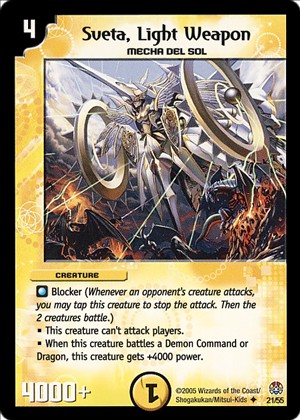 4
Sveta, Light Weapon
MECHA DEL SOL
CREATURE
Blocker (Whenever an opponent's creature attacks,
you may tap this creature to stop the attack. Then the
2 creatures battle.)
▪ This creature can't attack players.
▪ When this creature battles a Demon Command or
Dragon, this creature gets +4000 power.
4000+
1
©2005 Wizards of the Coast/
Shogakukan/Mitsui-Kids ✦ 21/55